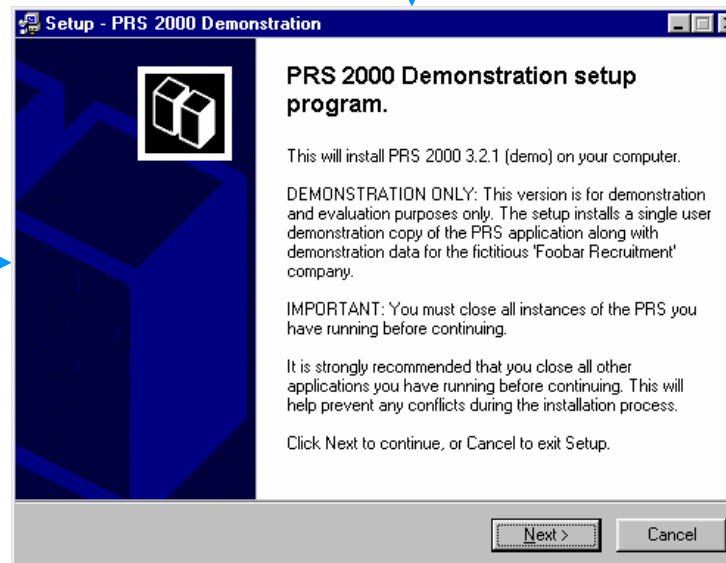 Setup - PRS 2000 Demonstration
PRS 2000 Demonstration setup
program.
This will install PRS 2000 3.2.1 (demo) on your computer.
DEMONSTRATION ONLY: This version is for demonstration
and evaluation purposes only. The setup installs a single user
demonstration copy of the PRS application along with
demonstration data for the fictitious 'Foobar Recruitment'
company.
IMPORTANT: You must close all instances of the PRS you
have running before continuing.
It is strongly recommended that you close all other
applications you have running before continuing. This will
help prevent any conflicts during the installation process.
Click Next to continue, or Cancel to exit Setup.
Next >
Cancel